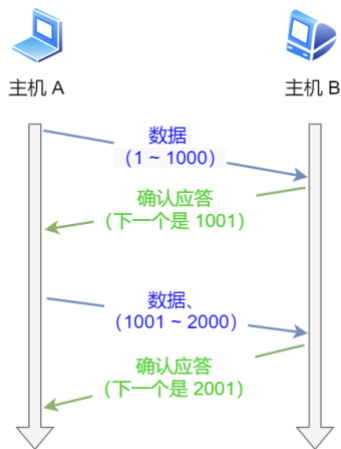 主机 A
主机 B
数据
（1 ~ 1000）
确认应答
（下一个是 1001）
数据、
（1001 ~ 2000）
确认应答
（下一个是 2001）